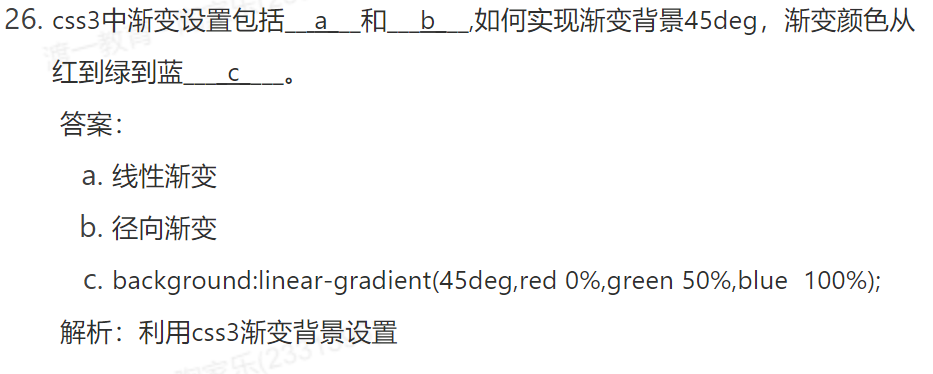 26. css3中渐变设置包括___a___和___b___,如何实现渐变背景45deg，渐变颜色从
红到绿到蓝___c___。
答案：
a. 线性渐变
b. 径向渐变
c. background:linear-gradient(45deg,red 0%,green 50%,blue  100%);
解析：利用css3渐变背景设置